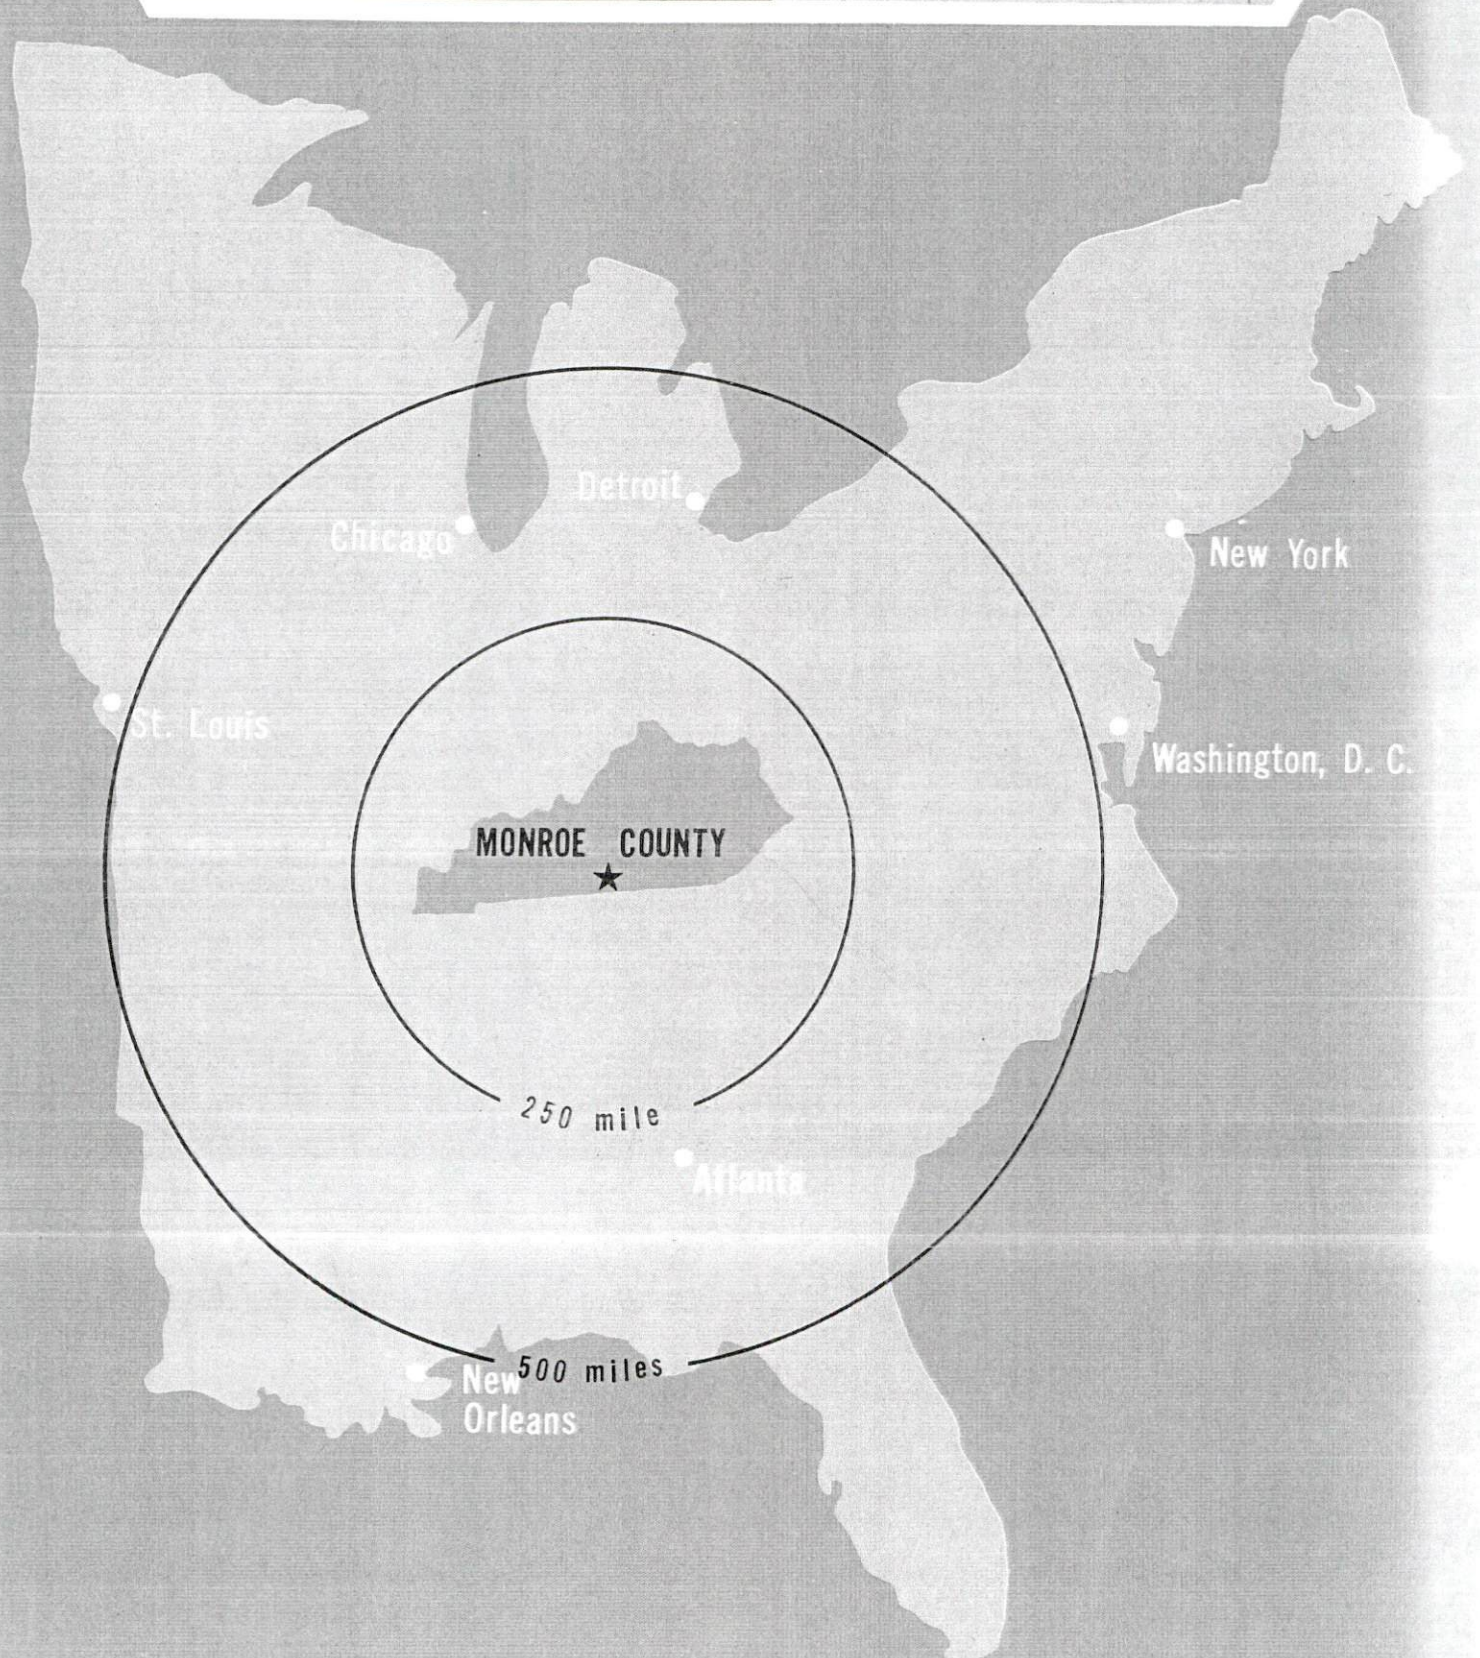 Detroit
Chicago
New York
St. Louis
Washington, D. C.
MONROE COUNTY
250 mile
Atlanta
500 miles
New
Orleans